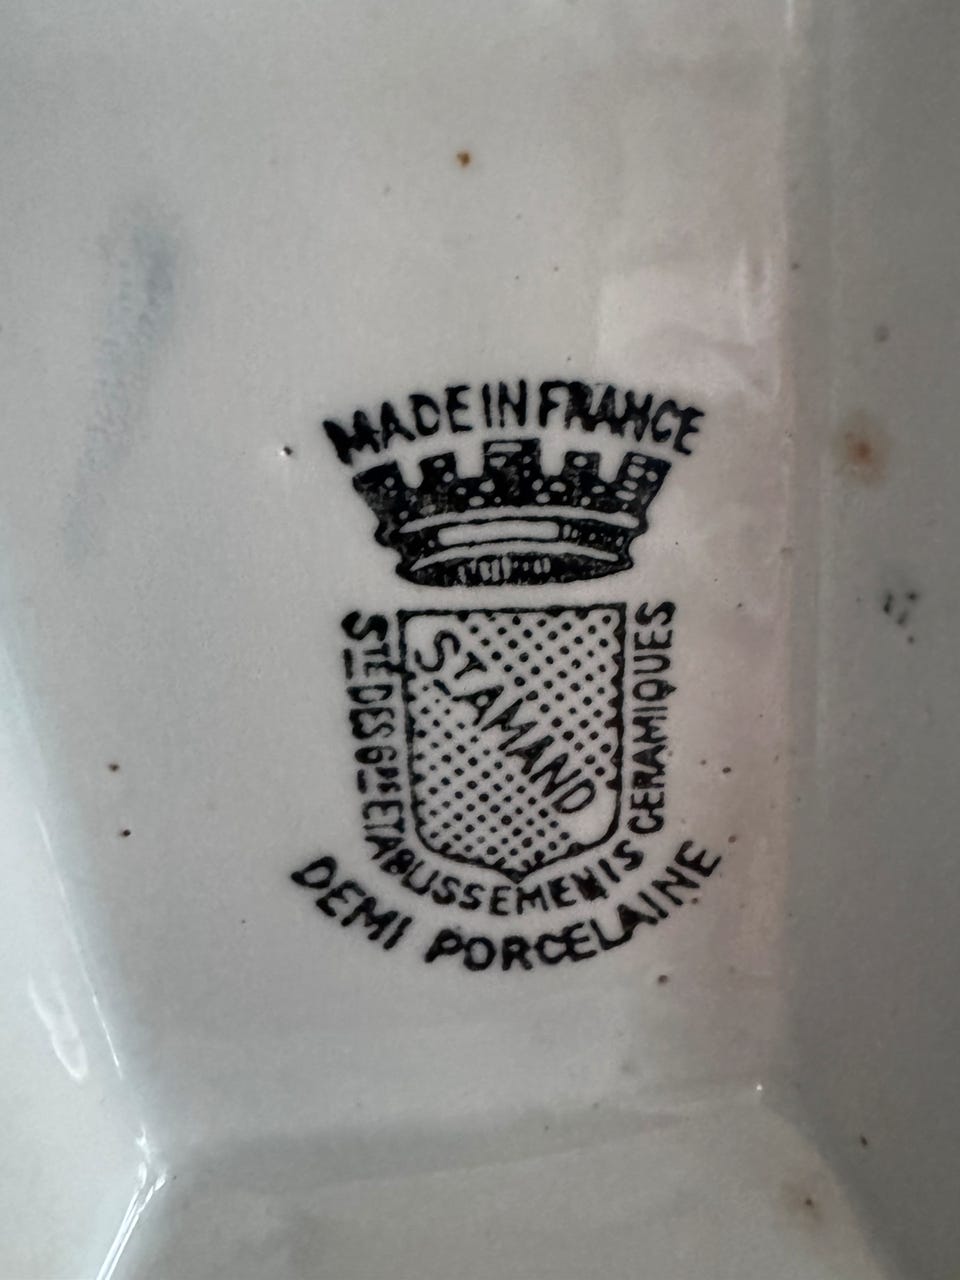 MADE IN FRANCE
ST AMAND
STE DES GDS ETABLISSEMENTS CERAMIQUES
DEMI PORCELAINE